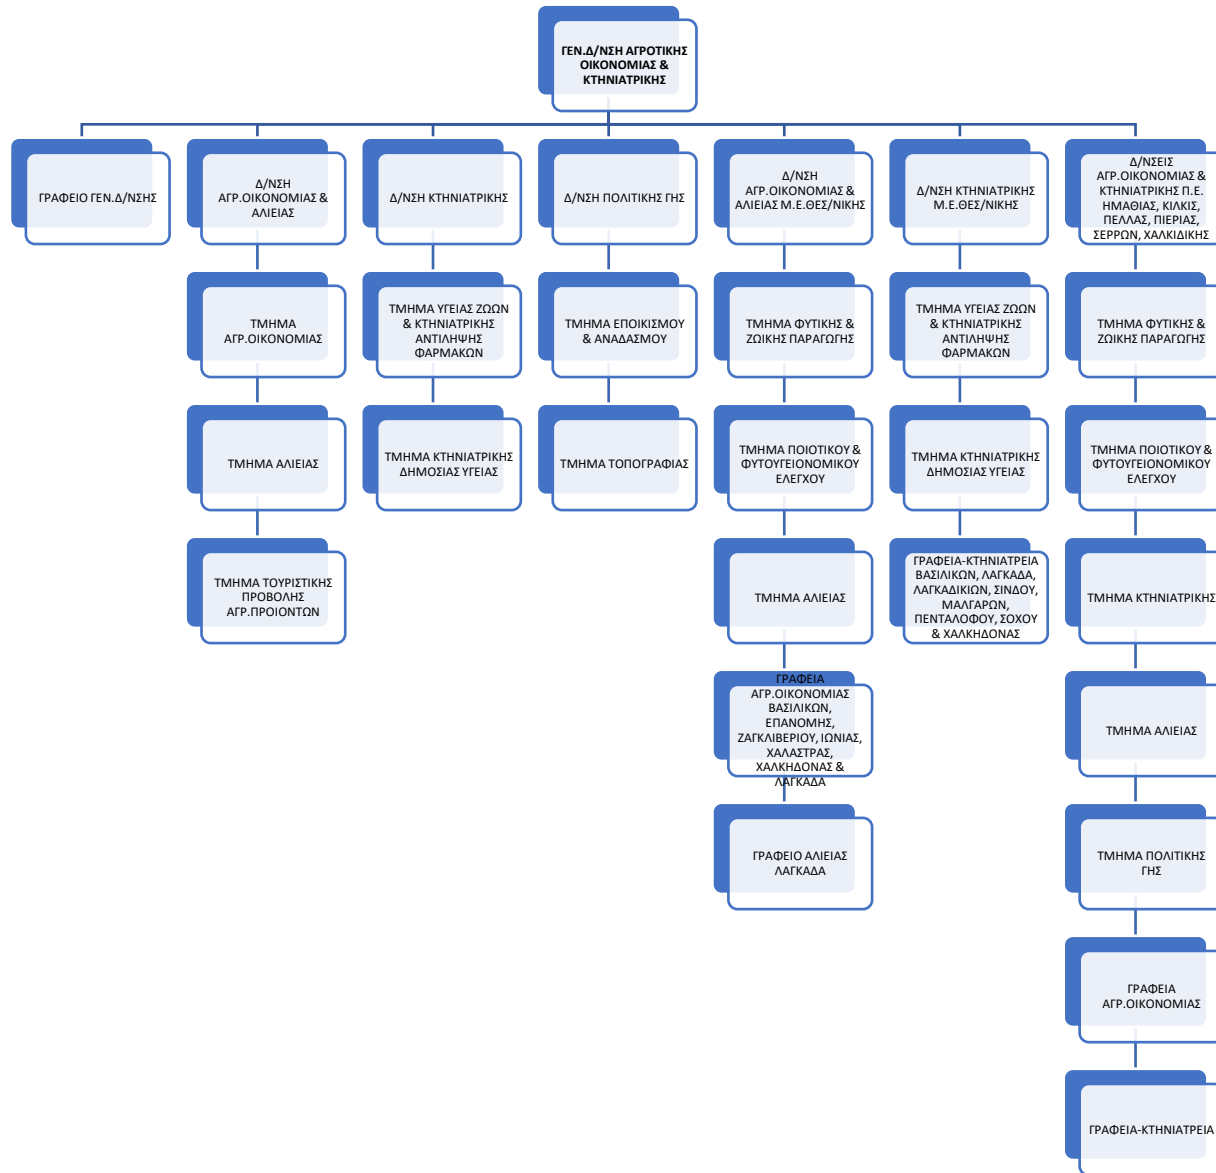 ΓΕΝ.Δ/ΝΣΗ ΑΓΡΟΤΙΚΗΣ
ΟΙΚΟΝΟΜΙΑΣ &
ΚΤΗΝΙΑΤΡΙΚΗΣ
ΓΡΑΦΕΙΟ ΓΕΝ.Δ/ΝΣΗΣ
Δ/ΝΣΗ
ΑΓΡ.ΟΙΚΟΝΟΜΙΑΣ &
ΑΛΙΕΙΑΣ
Δ/ΝΣΗ ΚΤΗΝΙΑΤΡΙΚΗΣ
Δ/ΝΣΗ ΠΟΛΙΤΙΚΗΣ ΓΗΣ
Δ/ΝΣΗ
ΑΓΡ.ΟΙΚΟΝΟΜΙΑΣ &
ΑΛΙΕΙΑΣ Μ.Ε.ΘΕΣ/ΝΙΚΗΣ
Δ/ΝΣΗ ΚΤΗΝΙΑΤΡΙΚΗΣ
Μ.Ε.ΘΕΣ/ΝΙΚΗΣ
Δ/ΝΣΕΙΣ
ΑΓΡ.ΟΙΚΟΝΟΜΙΑΣ &
ΚΤΗΝΙΑΤΡΙΚΗΣ Π.Ε.
ΗΜΑΘΙΑΣ, ΚΙΛΚΙΣ,
ΠΕΛΛΑΣ, ΠΙΕΡΙΑΣ,
ΣΕΡΡΩΝ, ΧΑΛΚΙΔΙΚΗΣ
ΤΜΗΜΑ
ΑΓΡ.ΟΙΚΟΝΟΜΙΑΣ
ΤΜΗΜΑ ΥΓΕΙΑΣ ΖΩΩΝ
& ΚΤΗΝΙΑΤΡΙΚΗΣ
ΑΝΤΙΛΗΨΗΣ
ΦΑΡΜΑΚΩΝ
ΤΜΗΜΑ ΕΠΟΙΚΙΣΜΟΥ
& ΑΝΑΔΑΣΜΟΥ
ΤΜΗΜΑ ΦΥΤΙΚΗΣ &
ΖΩΙΚΗΣ ΠΑΡΑΓΩΓΗΣ
ΤΜΗΜΑ ΥΓΕΙΑΣ ΖΩΩΝ
& ΚΤΗΝΙΑΤΡΙΚΗΣ
ΑΝΤΙΛΗΨΗΣ
ΦΑΡΜΑΚΩΝ
ΤΜΗΜΑ ΦΥΤΙΚΗΣ &
ΖΩΙΚΗΣ ΠΑΡΑΓΩΓΗΣ
ΤΜΗΜΑ ΑΛΙΕΙΑΣ
ΤΜΗΜΑ ΚΤΗΝΙΑΤΡΙΚΗΣ
ΔΗΜΟΣΙΑΣ ΥΓΕΙΑΣ
ΤΜΗΜΑ ΤΟΠΟΓΡΑΦΙΑΣ
ΤΜΗΜΑ ΠΟΙΟΤΙΚΟΥ &
ΦΥΤΟΥΓΕΙΟΝΟΜΙΚΟΥ
ΕΛΕΓΧΟΥ
ΤΜΗΜΑ ΚΤΗΝΙΑΤΡΙΚΗΣ
ΔΗΜΟΣΙΑΣ ΥΓΕΙΑΣ
ΤΜΗΜΑ ΠΟΙΟΤΙΚΟΥ &
ΦΥΤΟΥΓΕΙΟΝΟΜΙΚΟΥ
ΕΛΕΓΧΟΥ
ΤΜΗΜΑ ΤΟΥΡΙΣΤΙΚΗΣ
ΠΡΟΒΟΛΗΣ
ΑΓΡ.ΠΡΟΙΟΝΤΩΝ
ΤΜΗΜΑ ΑΛΙΕΙΑΣ
ΓΡΑΦΕΙΑ-ΚΤΗΝΙΑΤΡΕΙΑ
ΒΑΣΙΛΙΚΩΝ, ΛΑΓΚΑΔΑ,
ΛΑΓΚΑΔΙΚΙΩΝ, ΣΙΝΔΟΥ,
ΜΑΛΓΑΡΩΝ,
ΠΕΝΤΑΛΟΦΟΥ, ΣΟΧΟΥ
& ΧΑΛΚΗΔΟΝΑΣ
ΤΜΗΜΑ ΚΤΗΝΙΑΤΡΙΚΗΣ
ΓΡΑΦΕΙΑ
ΑΓΡ.ΟΙΚΟΝΟΜΙΑΣ
ΒΑΣΙΛΙΚΩΝ,
ΕΠΑΝΟΜΗΣ,
ΖΑΓΚΛΙΒΕΡΙΟΥ, ΙΩΝΙΑΣ,
ΧΑΛΑΣΤΡΑΣ,
ΧΑΛΚΗΔΟΝΑΣ &
ΛΑΓΚΑΔΑ
ΤΜΗΜΑ ΑΛΙΕΙΑΣ
ΓΡΑΦΕΙΟ ΑΛΙΕΙΑΣ
ΛΑΓΚΑΔΑ
ΤΜΗΜΑ ΠΟΛΙΤΙΚΗΣ
ΓΗΣ
ΓΡΑΦΕΙΑ
ΑΓΡ.ΟΙΚΟΝΟΜΙΑΣ
ΓΡΑΦΕΙΑ-ΚΤΗΝΙΑΤΡΕΙΑ